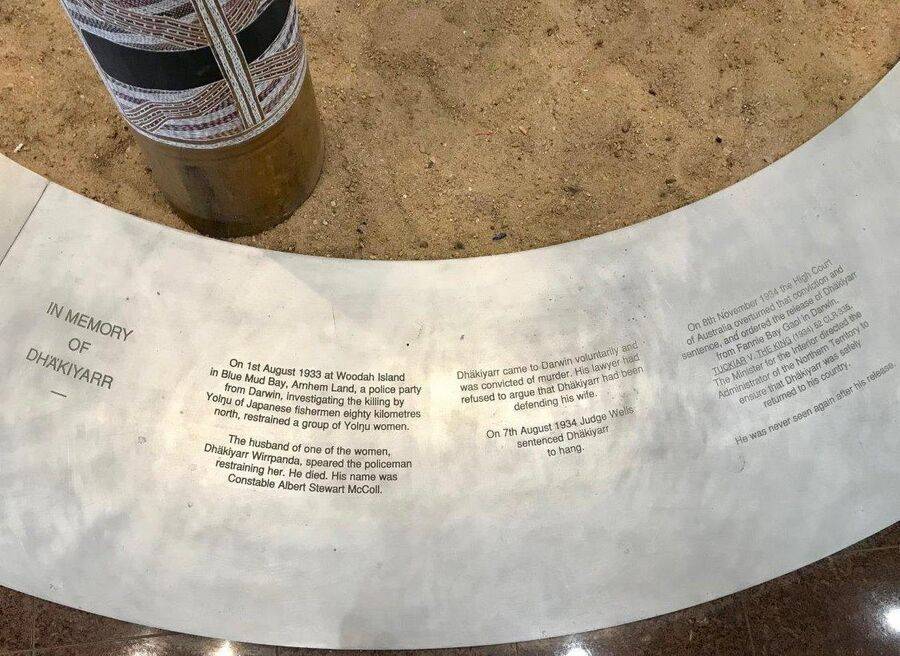 IN MEMORY
OF
DHÄKIYARR
On 1st August 1933 at Woodah Island
in Blue Mud Bay, Arnhem Land, a police party
from Darwin, investigating the killing by
Yolŋu of Japanese fishermen eighty kilometres
north, restrained a group of Yolŋu women.
The husband of one of the women,
Dhäkiyarr Wirrpanda, speared the policeman
restraining her. He died. His name was
Constable Albert Stewart McColl.
Dhäkiyarr came to Darwin voluntarily and
was convicted of murder. His lawyer had
refused to argue that Dhäkiyarr had been
defending his wife.
On 7th August 1934 Judge Wells
sentenced Dhäkiyarr
to hang.
On 8th November 1934 the High Court
of Australia overturned that conviction and
sentence, and ordered the release of Dhäkiyarr
from Fannie Bay Gaol in Darwin.
TUCKIAR V. THE KING (1934) 52 CLR 335.
The Minister for the Interior directed the
Administrator of the Northern Territory to
ensure that Dhäkiyarr was safely
returned to his country.
He was never seen again after his release.